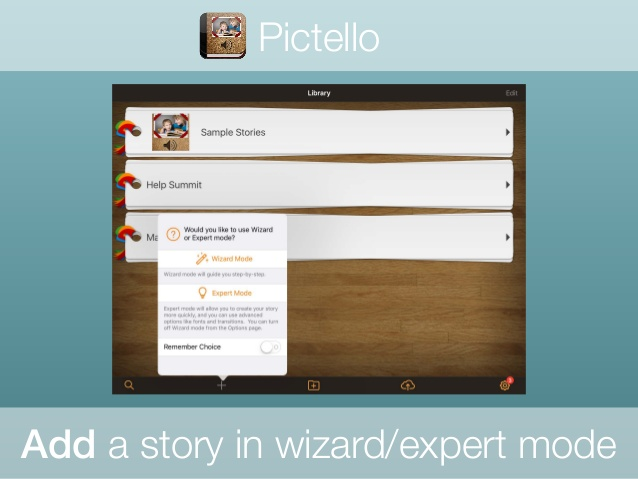 Pictello
Library
Edit
Sample Stories
Help Summit
Ma
Would you like to use Wizard
or Expert mode?
Wizard Mode
Wizard mode will guide you step-by-step.
Expert Mode
Expert mode will allow you to create your story
more quickly, and you can use advanced
options like fonts and transitions. You can turn
off Wizard mode from the Options page.
Remember Choice
Add a story in wizard/expert mode